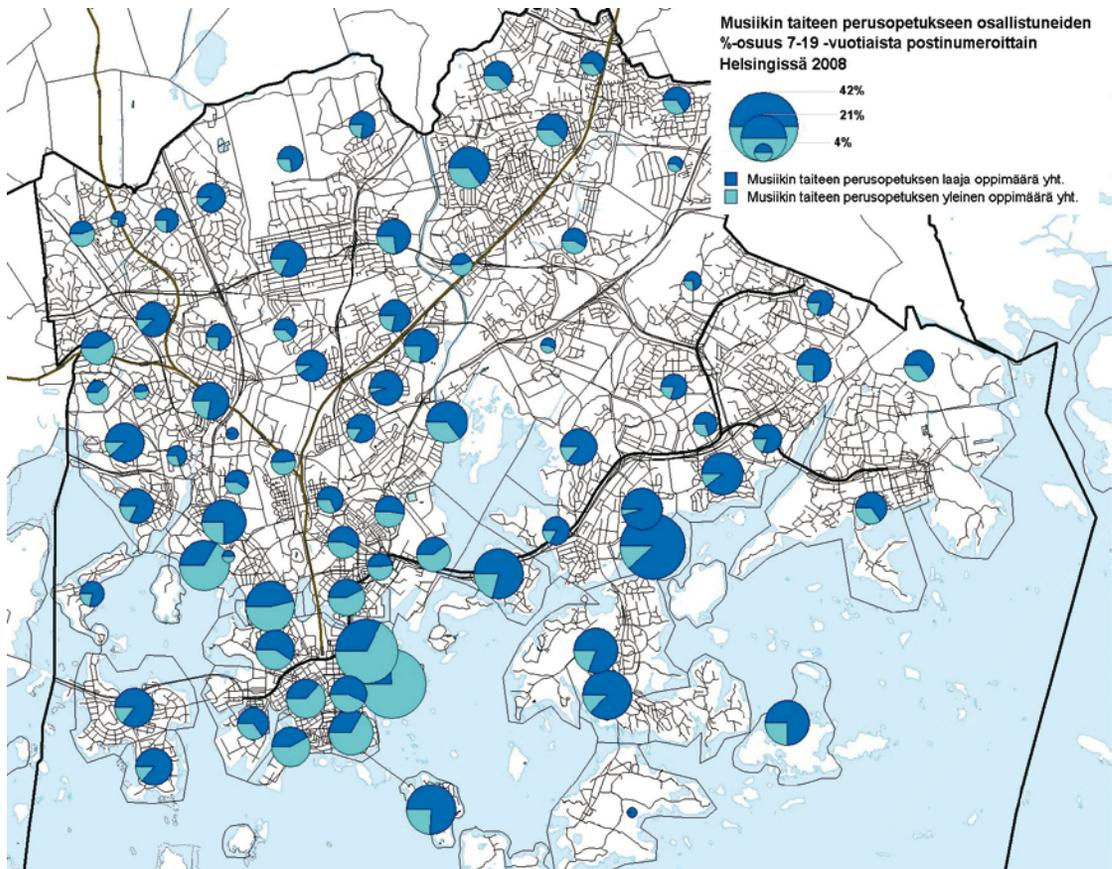 Musiikin taiteen perusopetukseen osallistuneiden
%-osuus 7-19 -vuotiaista postinumeroittain
Helsingissä 2008
42%
21%
4%
Musiikin taiteen perusopetuksen laaja oppimäärä yht.
Musiikin taiteen perusopetuksen yleinen oppimäärä yht.